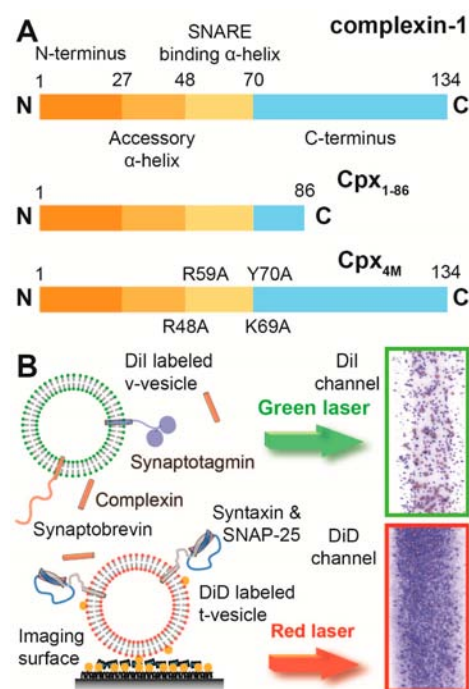 A
complexin-1
SNARE
N-terminus binding α-helix
1 27 48 70 134
N C
Accessory C-terminus
α-helix
Cpx1-86
1 86
N C
Cpx4M
1 R59A Y70A 134
N C
R48A K69A
B
DiI labeled
v-vesicle
DiI
channel
Green laser
Synaptotagmin
Complexin
Synaptobrevin
Syntaxin &
SNAP-25
DiD
channel
DiD labeled
t-vesicle
Imaging
surface
Red laser